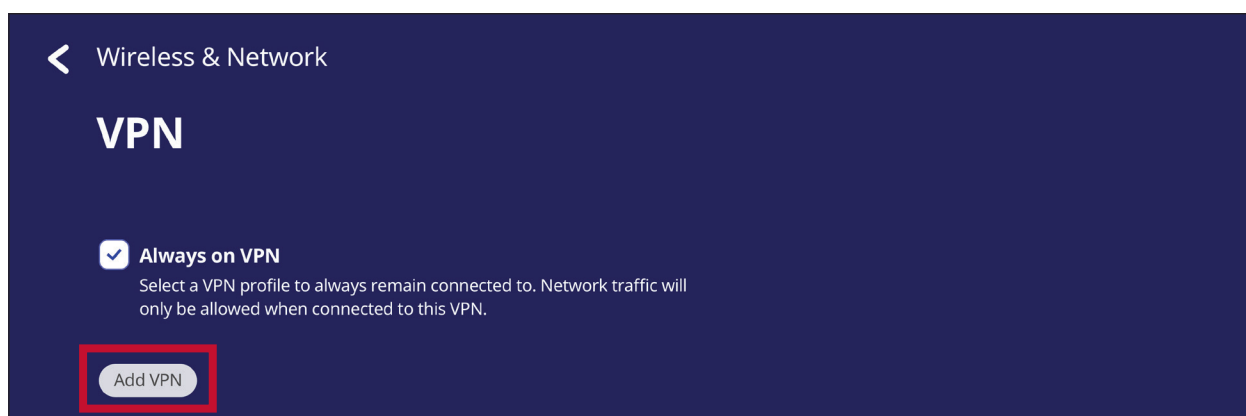 Wireless & Network
VPN
Always on VPN
Select a VPN profile to always remain connected to. Network traffic will
only be allowed when connected to this VPN.
Add VPN